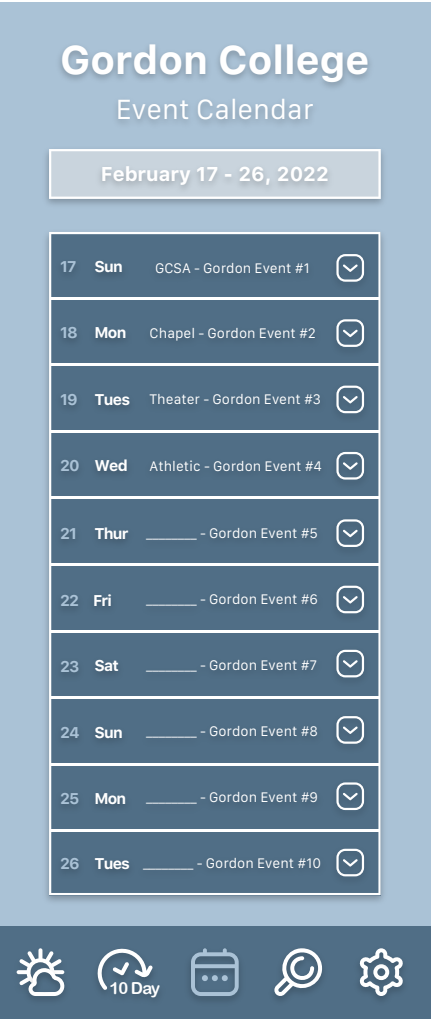 Gordon College
Event Calendar
February 17 - 26, 2022
17 Sun GCSA - Gordon Event #1
18 Mon Chapel - Gordon Event #2
19 Tues Theater - Gordon Event #3
20 Wed Athletic - Gordon Event #4
21 Thur ______ - Gordon Event #5
22 Fri ______ - Gordon Event #6
23 Sat ______ - Gordon Event #7
24 Sun ______ - Gordon Event #8
25 Mon ______ - Gordon Event #9
26 Tues ______ - Gordon Event #10
10 Day